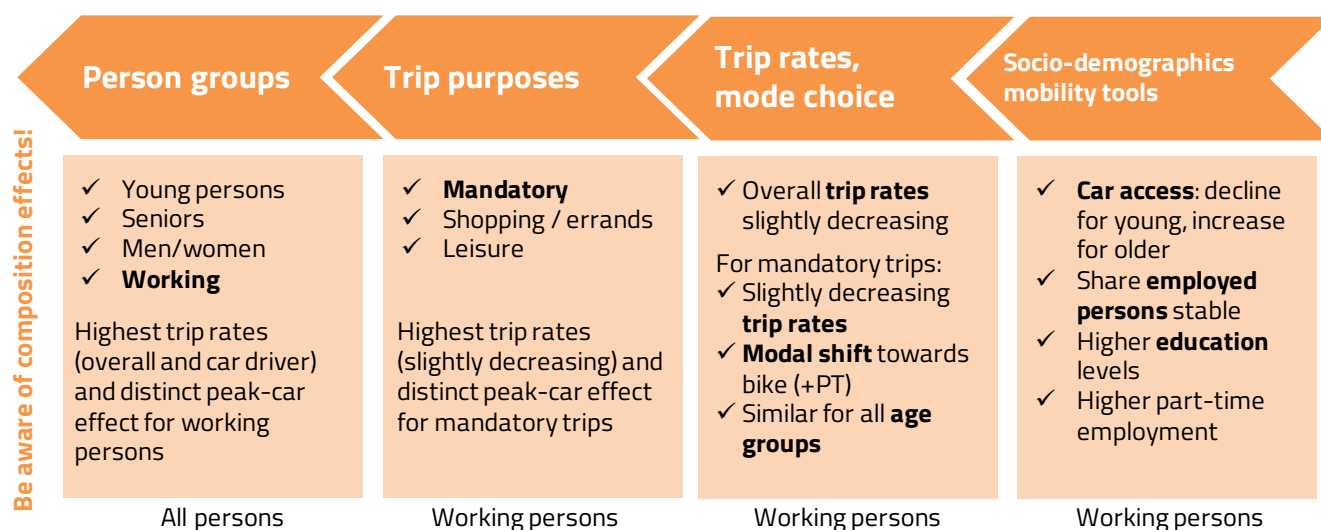 Be aware of composition effects!
Person groups
✓ Young persons
✓ Seniors
✓ Men/women
✓ Working
Highest trip rates
(overall and car driver)
and distinct peak-car
effect for working
persons
All persons
Trip purposes
✓ Mandatory
✓ Shopping / errands
✓ Leisure
Highest trip rates
(slightly decreasing) and
distinct peak-car effect
for mandatory trips
Working persons
Trip rates,
mode choice
✓ Overall trip rates
slightly decreasing
For mandatory trips:
✓ Slightly decreasing
trip rates
✓ Modal shift towards
bike (+PT)
✓ Similar for all age
groups
Working persons
Socio-demographics
mobility tools
✓ Car access: decline
for young, increase
for older
✓ Share employed
persons stable
✓ Higher education
levels
✓ Higher part-time
employment
Working persons